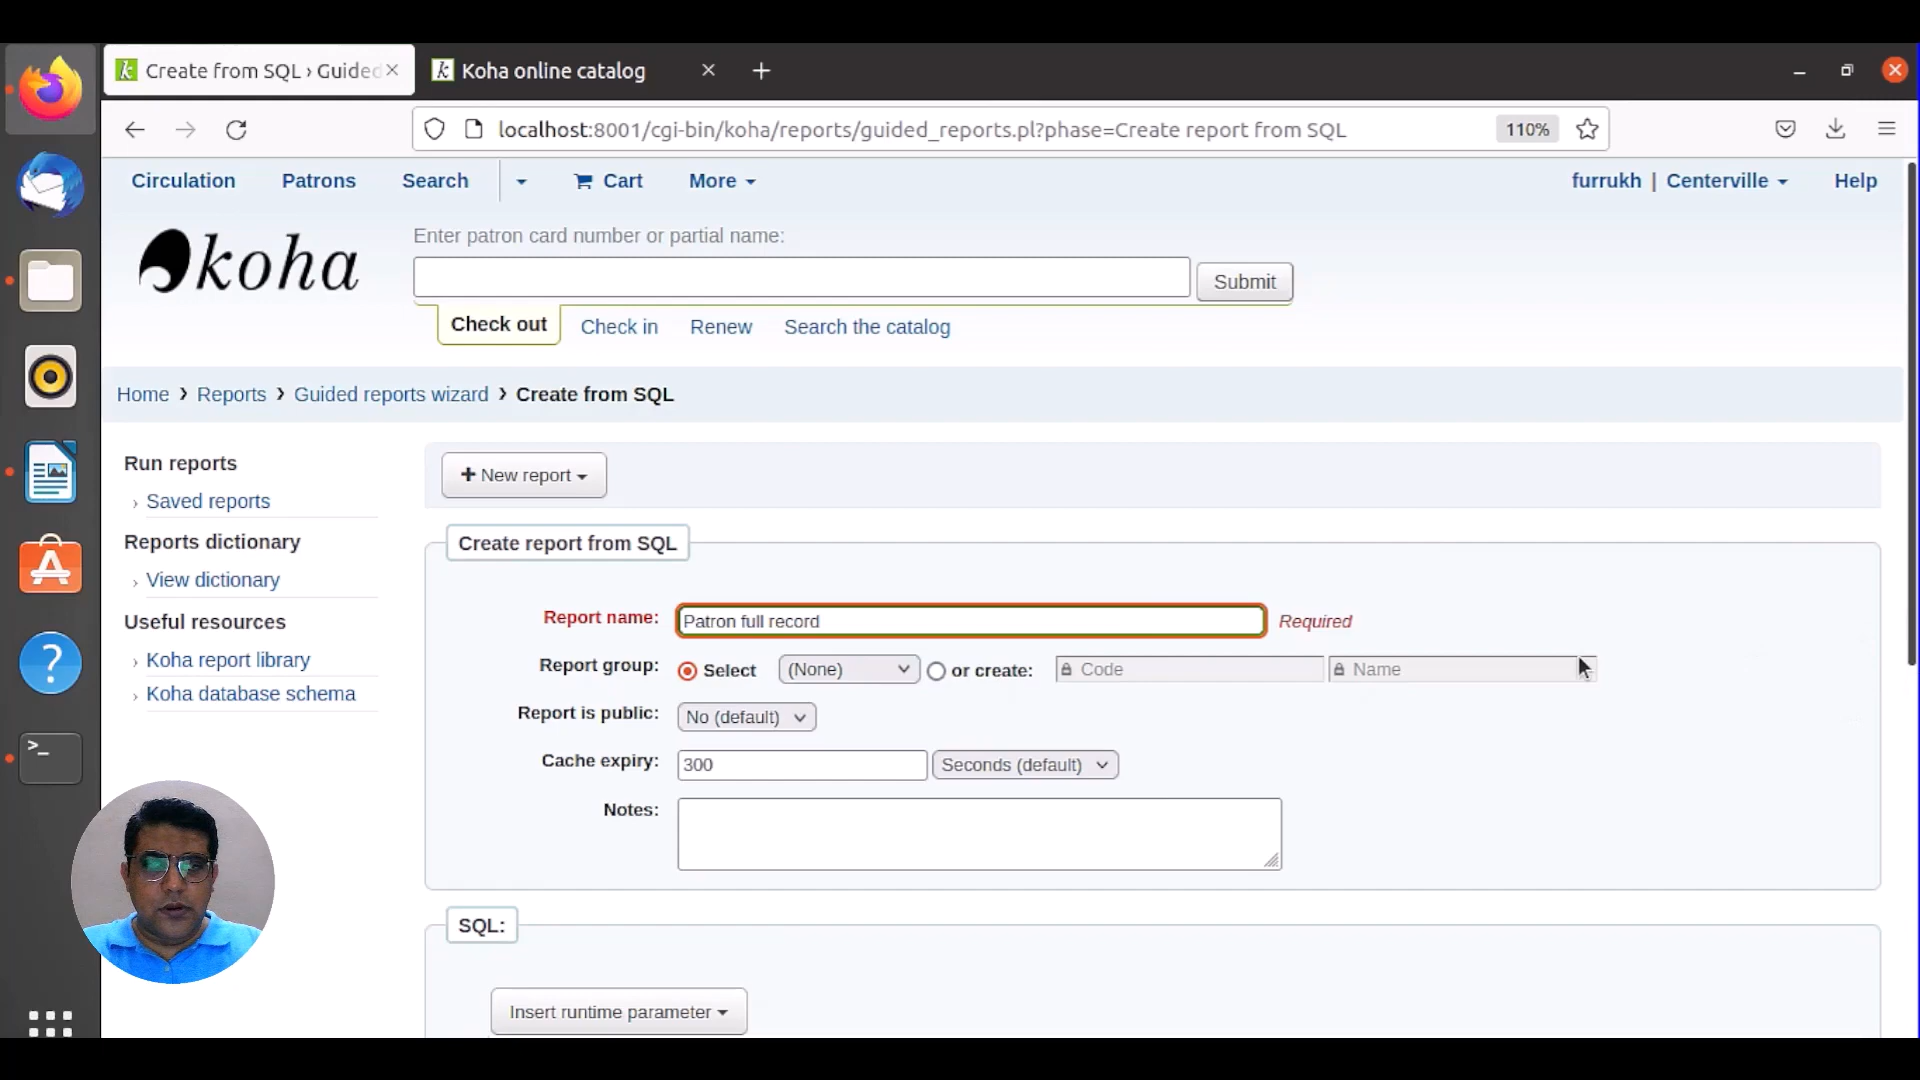 Create from SQL › Guided
Koha online catalog
localhost:8001/cgi-bin/koha/reports/guided_reports.pl?phase=Create report from SQL
110%
Circulation
Patrons
Search
Cart
More
furrukh | Centerville
Help
koha
Enter patron card number or partial name:
Submit
Check out
Check in
Renew
Search the catalog
Home › Reports › Guided reports wizard › Create from SQL
Run reports
› Saved reports
Reports dictionary
› View dictionary
Useful resources
› Koha report library
› Koha database schema
+ New report
Create report from SQL
Report name: Patron full record Required
Report group: Select (None) or create: Code Name
Report is public: No (default)
Cache expiry: 300 Seconds (default)
Notes:
SQL:
Insert runtime parameter